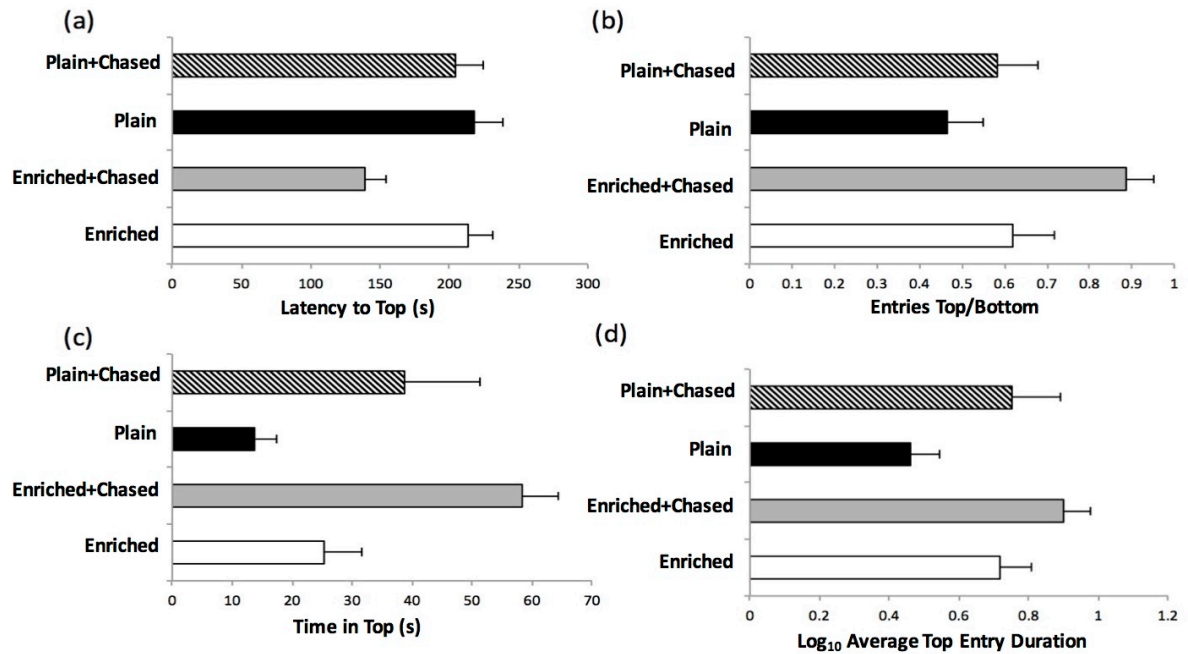 (a)
Plain+Chased
Plain
Enriched+Chased
Enriched
0 50 100 150 200 250 300
Latency to Top (s)
(b)
Plain+Chased
Plain
Enriched+Chased
Enriched
0 0.1 0.2 0.3 0.4 0.5 0.6 0.7 0.8 0.9 1
Entries Top/Bottom
(c)
Plain+Chased
Plain
Enriched+Chased
Enriched
0 10 20 30 40 50 60 70
Time in Top (s)
(d)
Plain+Chased
Plain
Enriched+Chased
Enriched
0 0.2 0.4 0.6 0.8 1 1.2
Log₁₀ Average Top Entry Duration